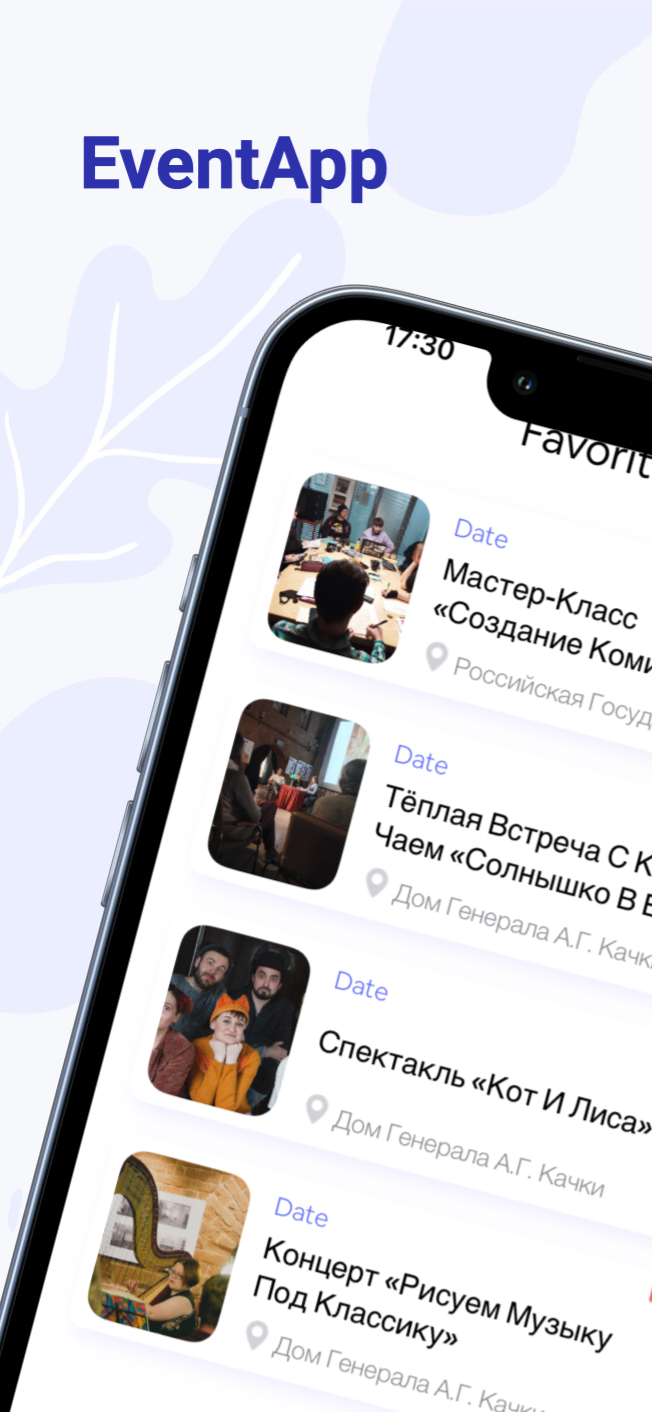 EventApp
17:30
Favorit
Date
Мастер-Класс
«Создание Коми
Российская Госуд
Date
Тёплая Встреча С К
Чаем «Солнышко В
Дом Генерала А.Г. Качк
Date
Спектакль «Кот И Лиса»
Дом Генерала А.Г. Качки
Date
Концерт «Рисуем Музыку
Под Классику»
Дом Генерала А.Г. Качки